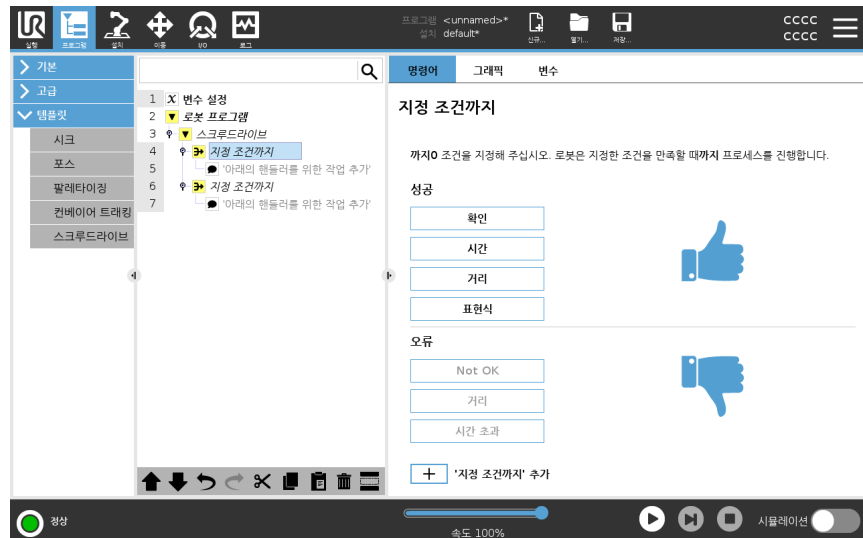 UR
실행
프로그램
설치
이동
I/O
로그
프로그램 <unnamed>*
설치 default*
신규...
열기...
저장...
CCCC
CCCC
기본
고급
템플릿
시크
포스
팔레타이징
컨베이어 트래킹
스크루드라이브
1 X 변수 설정
2 로봇 프로그램
3 스크루드라이브
4 지정 조건까지
5 '아래의 핸들러를 위한 작업 추가'
6 지정 조건까지
7 '아래의 핸들러를 위한 작업 추가'
명령어 그래픽 변수
지정 조건까지
까지0 조건을 지정해 주십시오. 로봇은 지정한 조건을 만족할 때까지 프로세스를 진행합니다.
성공
확인
시간
거리
표현식
오류
Not OK
거리
시간 초과
'지정 조건까지' 추가
정상
속도 100%
시뮬레이션